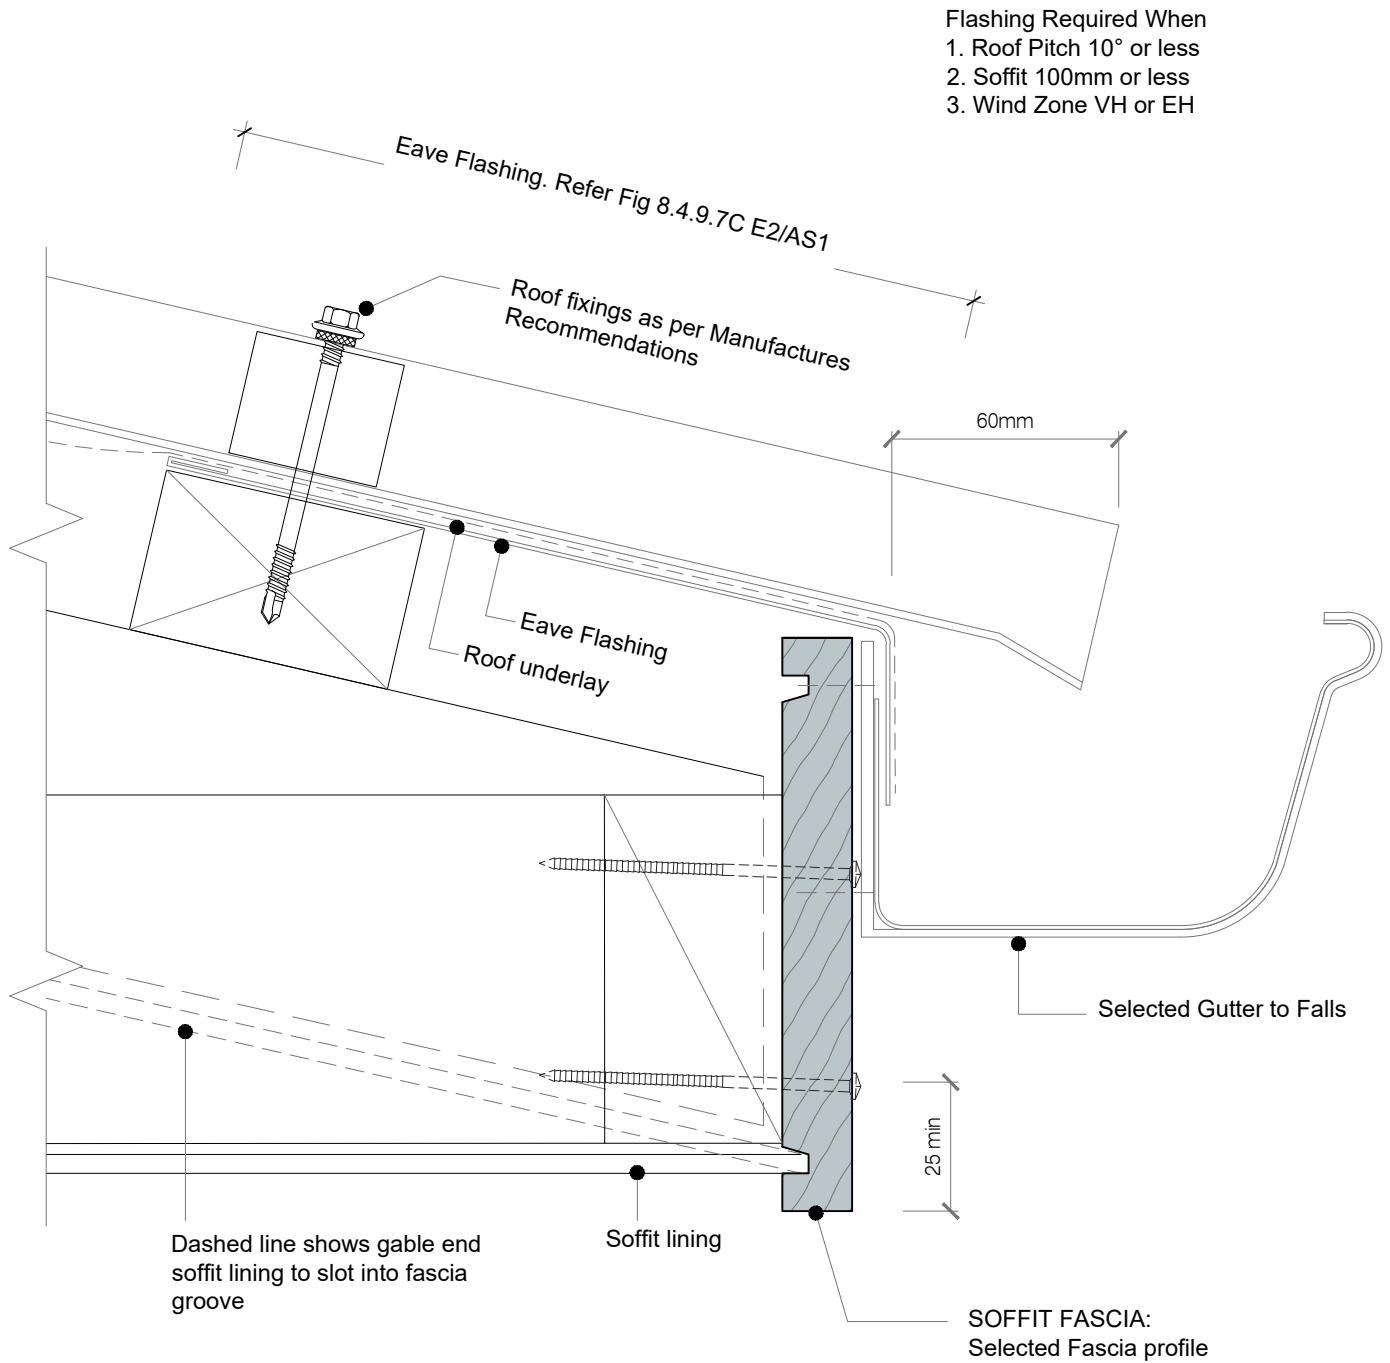 Flashing Required When
1. Roof Pitch 10° or less
2. Soffit 100mm or less
3. Wind Zone VH or EH
Eave Flashing. Refer Fig 8.4.9.7C E2/AS1
Roof fixings as per Manufactures
Recommendations
60mm
Eave Flashing
Roof underlay
Selected Gutter to Falls
25 min
Soffit lining
Dashed line shows gable end
soffit lining to slot into fascia
groove
SOFFIT FASCIA:
Selected Fascia profile